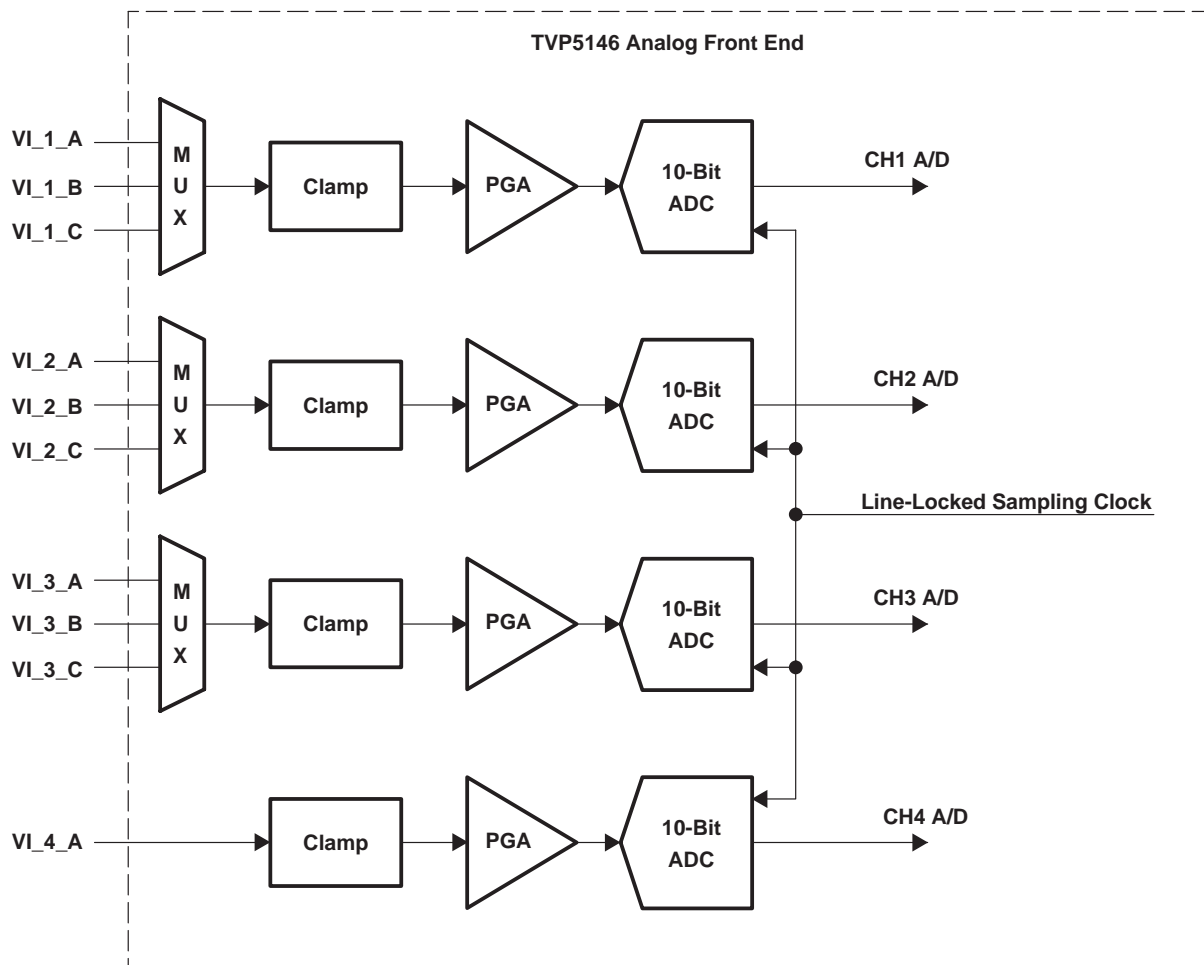 TVP5146 Analog Front End
VI_1_A
VI_1_B
VI_1_C
M
U
X
Clamp
PGA
10-Bit
ADC
CH1 A/D
VI_2_A
VI_2_B
VI_2_C
M
U
X
Clamp
PGA
10-Bit
ADC
CH2 A/D
Line-Locked Sampling Clock
VI_3_A
VI_3_B
VI_3_C
M
U
X
Clamp
PGA
10-Bit
ADC
CH3 A/D
VI_4_A
Clamp
PGA
10-Bit
ADC
CH4 A/D